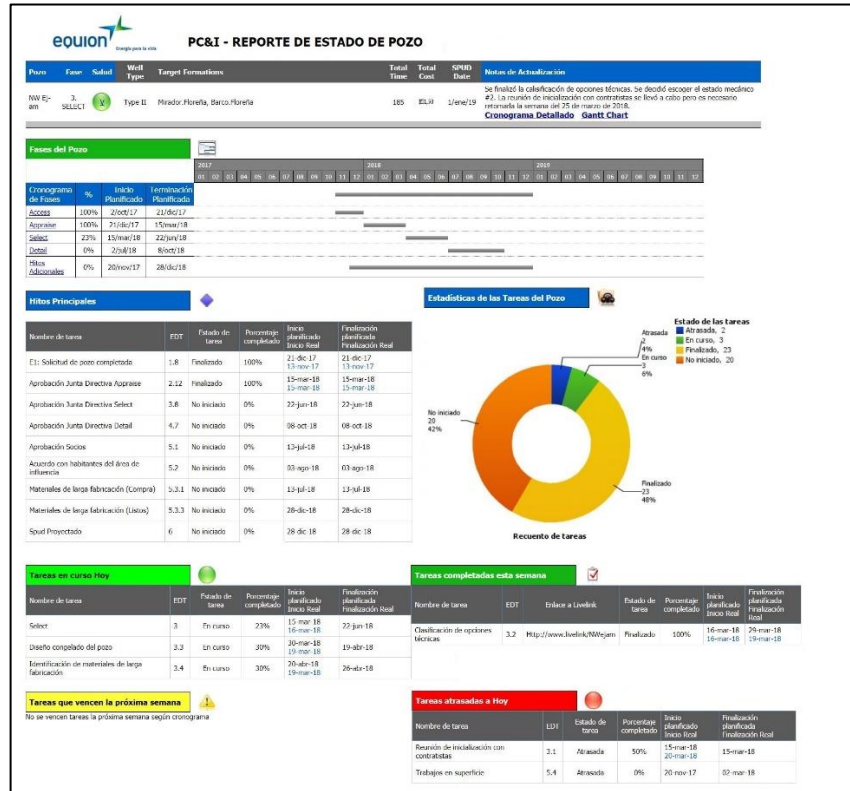 equion
Energía para la vida
PC&I - REPORTE DE ESTADO DE POZO
Pozo Fase Salud Well Type Target Formations Total Time Total Cost SPUD Date Notas de Actualización
NW Ej-am 3. SELECT Y Type II Mirador.Floreña, Barco.Floreña 185 1/ene/19
Se finalizó la calisificación de opciones técnicas. Se decidió escoger el estado mecánico
#2. La reunión de inicialización con contratistas se llevó a cabo pero es necesario
retomarla la semana del 25 de marzo de 2018.
Cronograma Detallado Gantt Chart
Fases del Pozo
2017 2018 2019
01 02 03 04 05 06 07 08 09 10 11 12 01 02 03 04 05 06 07 08 09 10 11 12 01 02 03 04 05 06 07 08 09 10 11 12
Cronograma de Fases % Inicio Planificado Terminación Planificada
Access 100% 2/oct/17 21/dic/17
Appraise 100% 21/dic/17 15/mar/18
Select 23% 15/mar/18 22/jun/18
Detail 0% 2/jul/18 8/oct/18
Hitos Adicionales 0% 20/nov/17 28/dic/18
Hitos Principales
Nombre de tarea EDT Estado de tarea Porcentaje completado Inicio planificado Inicio Real Finalización planificada Finalización Real
E1: Solicitud de pozo completada 1.8 Finalizado 100% 21-dic-17 21-dic-17
13-nov-17 13-nov-17
Aprobación Junta Directiva Appraise 2.12 Finalizado 100% 15-mar-18 15-mar-18
15-mar-18 15-mar-18
Aprobación Junta Directiva Select 3.8 No iniciado 0% 22-jun-18 22-jun-18
Aprobación Junta Directiva Detail 4.7 No iniciado 0% 08-oct-18 08-oct-18
Aprobación Socios 5.1 No iniciado 0% 13-jul-18 13-jul-18
Acuerdo con habitantes del área de influencia 5.2 No iniciado 0% 03-ago-18 03-ago-18
Materiales de larga fabricación (Compra) 5.3.1 No iniciado 0% 13-jul-18 13-jul-18
Materiales de larga fabricación (Listos) 5.3.3 No iniciado 0% 28-dic-18 28-dic-18
Spud Proyectado 6 No iniciado 0% 28-dic-18 28-dic-18
Estadísticas de las Tareas del Pozo
Estado de las tareas
Atrasada, 2
En curso, 3
Finalizado, 23
No iniciado, 20
Atrasada
2
4%
En curso
3
6%
No iniciado
20
42%
Finalizado
23
48%
Recuento de tareas
Tareas en curso Hoy
Nombre de tarea EDT Estado de tarea Porcentaje completado Inicio planificado Inicio Real Finalización planificada Finalización Real
Select 3 En curso 23% 15-mar-18 22-jun-18
16-mar-18
Diseño congelado del pozo 3.3 En curso 30% 30-mar-18 19-abr-18
19-mar-18
Identificación de materiales de larga fabricación 3.4 En curso 30% 20-abr-18 26-abr-18
19-mar-18
Tareas completadas esta semana
Nombre de tarea EDT Enlace a Livelink Estado de tarea Porcentaje completado Inicio planificado Inicio Real Finalización planificada Finalización Real
Clasificación de opciones técnicas 3.2 Http://www.livelink/NWejam Finalizado 100% 16-mar-18 29-mar-18
16-mar-18 19-mar-18
Tareas que vencen la próxima semana
No se vencen tareas la próxima semana según cronograma
Tareas atrasadas a Hoy
Nombre de tarea EDT Estado de tarea Porcentaje completado Inicio planificado Inicio Real Finalización planificada Finalización Real
Reunión de inicialización con contratistas 3.1 Atrasada 50% 15-mar-18 15-mar-18
20-mar-18
Trabajos en superficie 5.4 Atrasada 0% 20-nov-17 02-mar-18